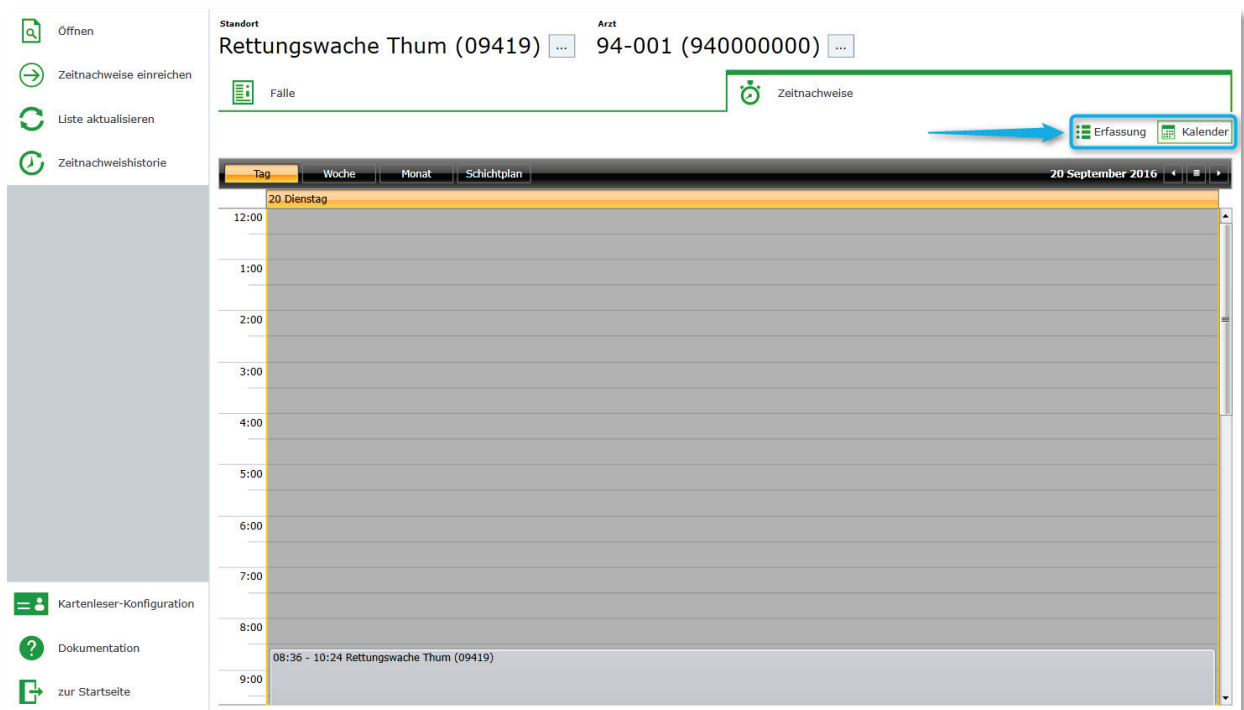 Öffnen
Zeitnachweise einreichen
Liste aktualisieren
Zeitnachweishistorie
Standort
Rettungswache Thum (09419) ...
Arzt
94-001 (940000000) ...
Fälle
Zeitnachweise
Erfassung
Kalender
Tag
Woche
Monat
Schichtplan
20 September 2016
20 Dienstag
12:00
1:00
2:00
3:00
4:00
5:00
6:00
7:00
8:00
08:36 - 10:24 Rettungswache Thum (09419)
9:00
Kartenleser-Konfiguration
Dokumentation
zur Startseite